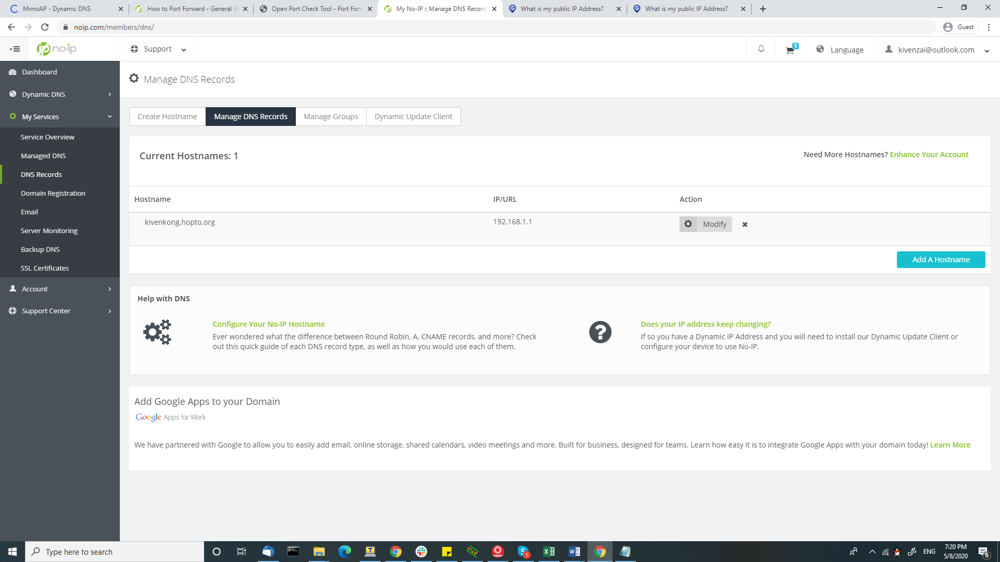 MimoAP - Dynamic DNS
How to Port Forward - General G
Open Port Check Tool - Port Forw
My No-IP :: Manage DNS Record
What is my public IP Address?
What is my public IP Address?
noip.com/members/dns/
Guest
no-ip
Support
1
Language
kivenzai@outlook.com
Dashboard
Dynamic DNS
My Services
Service Overview
Managed DNS
DNS Records
Domain Registration
Email
Server Monitoring
Backup DNS
SSL Certificates
Account
Support Center
Manage DNS Records
Create Hostname
Manage DNS Records
Manage Groups
Dynamic Update Client
Current Hostnames: 1
Need More Hostnames? Enhance Your Account
Hostname
IP/URL
Action
kivenkong.hopto.org
192.168.1.1
Modify
Add A Hostname
Help with DNS
Configure Your No-IP Hostname
Ever wondered what the difference between Round Robin, A, CNAME records, and more? Check
out this quick guide of each DNS record type, as well as how you would use each of them.
Does your IP address keep changing?
If so you have a Dynamic IP Address and you will need to install our Dynamic Update Client or
configure your device to use No-IP.
Add Google Apps to your Domain
Google Apps for Work
We have partnered with Google to allow you to easily add email, online storage, shared calendars, video meetings and more. Built for business, designed for teams. Learn how easy it is to integrate Google Apps with your domain today! Learn More
Type here to search
1
ENG
7:20 PM
5/8/2020
6